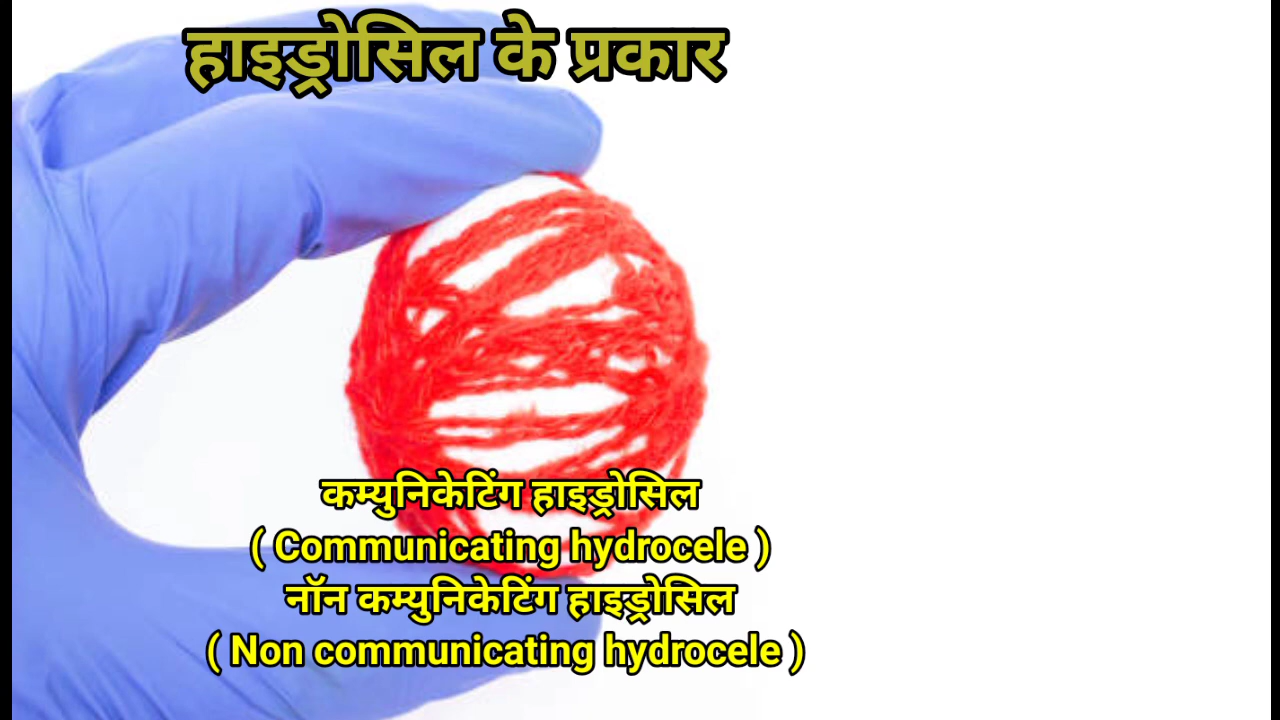 हाइड्रोसिल के प्रकार
कम्युनिकेटिंग हाइड्रोसिल
( Communicating hydrocele )
नॉन कम्युनिकेटिंग हाइड्रोसिल
( Non communicating hydrocele )